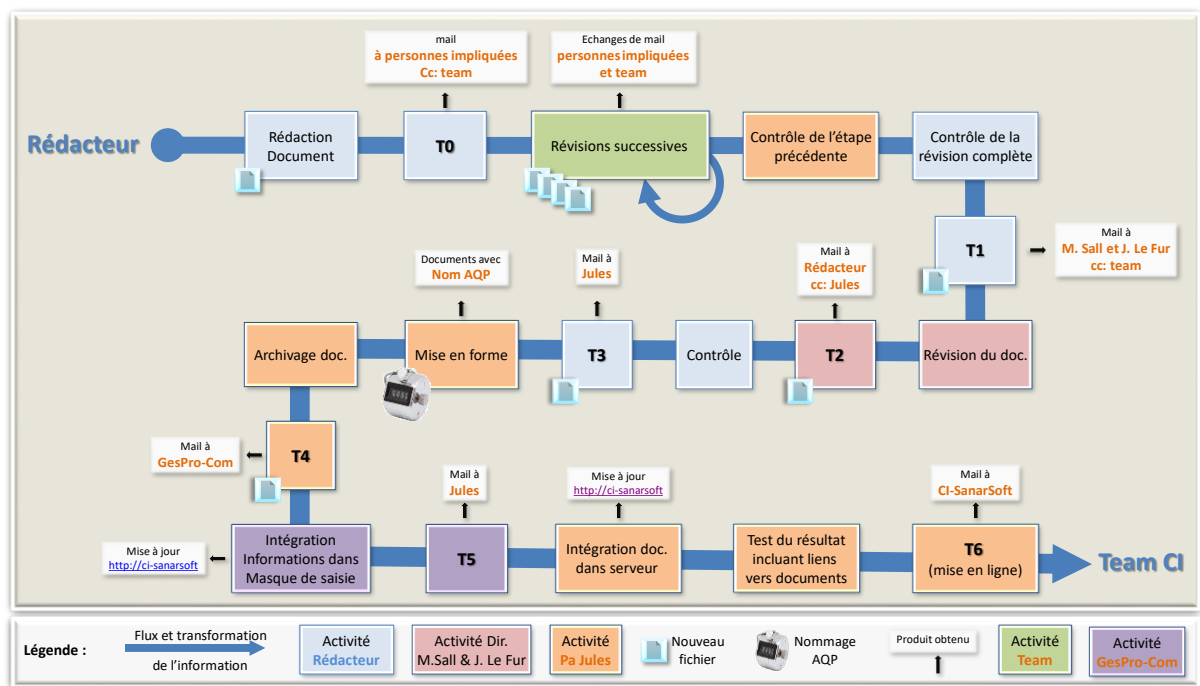 mail
à personnes impliquées
Cc: team
Echanges de mail
personnes impliquées
et team
Rédacteur
Rédaction
Document
T0
Révisions successives
Contrôle de l'étape
précédente
Contrôle de la
révision complète
T1
Mail à
M. Sall et J. Le Fur
cc: team
Documents avec
Nom AQP
Mail à
Jules
Mail à
Rédacteur
cc: Jules
Archivage doc.
Mise en forme
T3
Contrôle
T2
Révision du doc.
Mail à
GesPro-Com
T4
Mail à
Jules
Mise à jour
http://ci-sanarsoft
Mail à
CI-SanarSoft
Mise à jour
http://ci-sanarsoft
Intégration
Informations dans
Masque de saisie
T5
Intégration doc.
dans serveur
Test du résultat
incluant liens
vers documents
T6
(mise en ligne)
Team CI
Légende :
Flux et transformation
de l'information
Activité
Rédacteur
Activité Dir.
M.Sall & J. Le Fur
Activité
Pa Jules
Nouveau
fichier
Nommage
AQP
Produit obtenu
Activité
Team
Activité
GesPro-Com